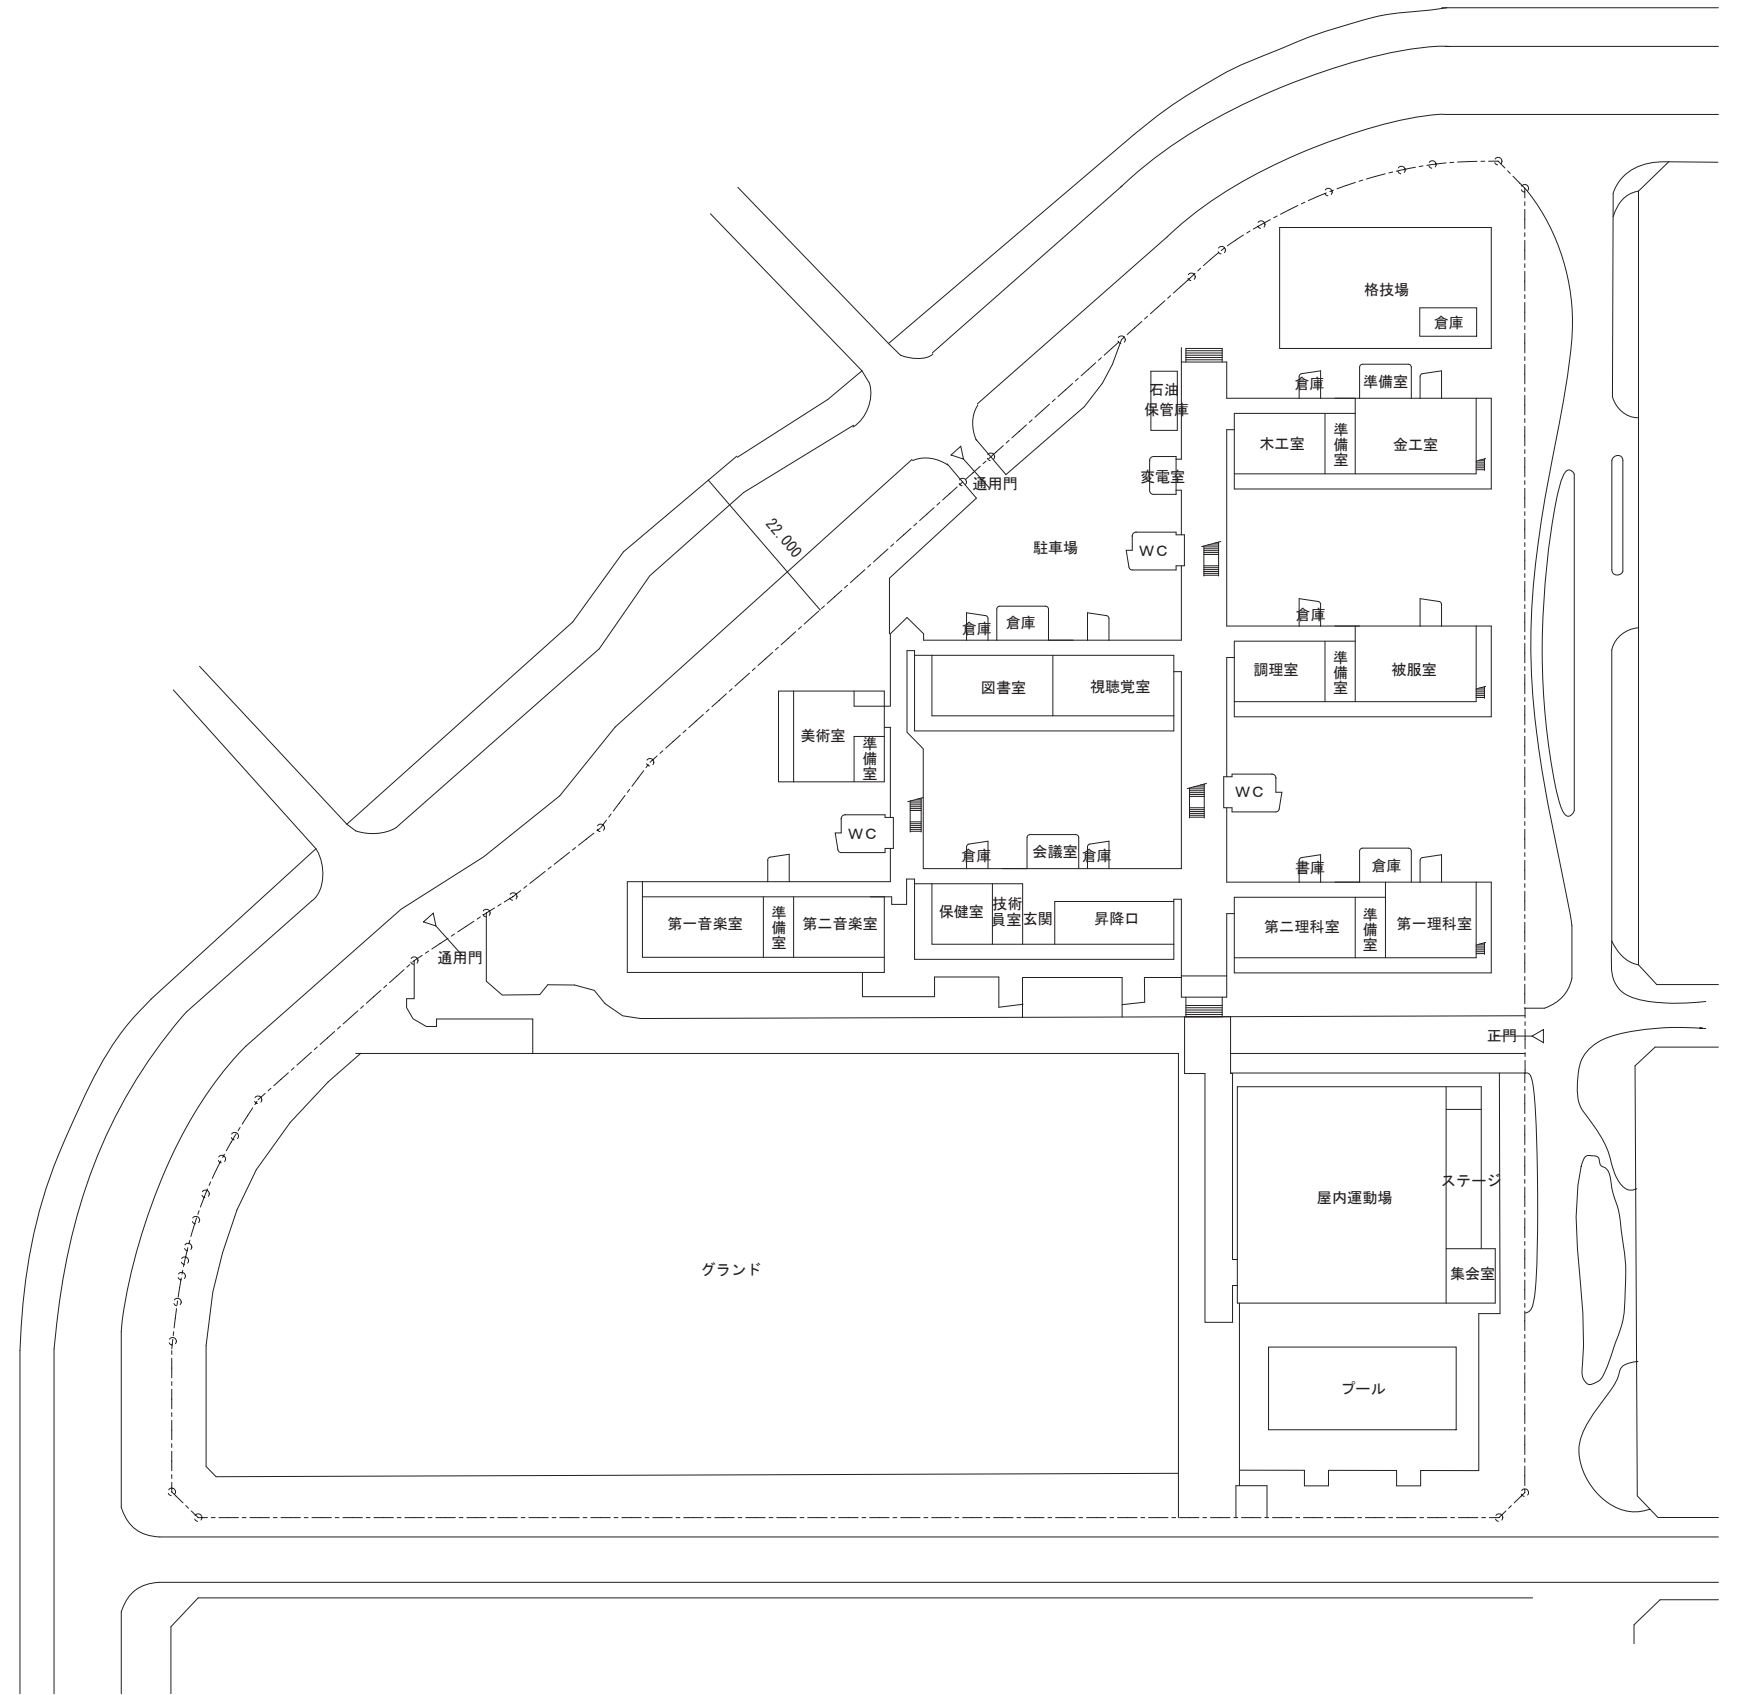 格技場
倉庫
石油
保管庫
倉庫
準備室
木工室
準備室
金工室
変電室
通用門
22.000
駐車場
WC
倉庫
倉庫
倉庫
図書室
視聴覚室
調理室
準備室
被服室
美術室
準備室
WC
WC
倉庫
会議室
倉庫
書庫
倉庫
第一音楽室
準備室
第二音楽室
保健室
技術
員室
玄関
昇降口
第二理科室
準備室
第一理科室
通用門
正門
ステージ
屋内運動場
グランド
集会室
プール